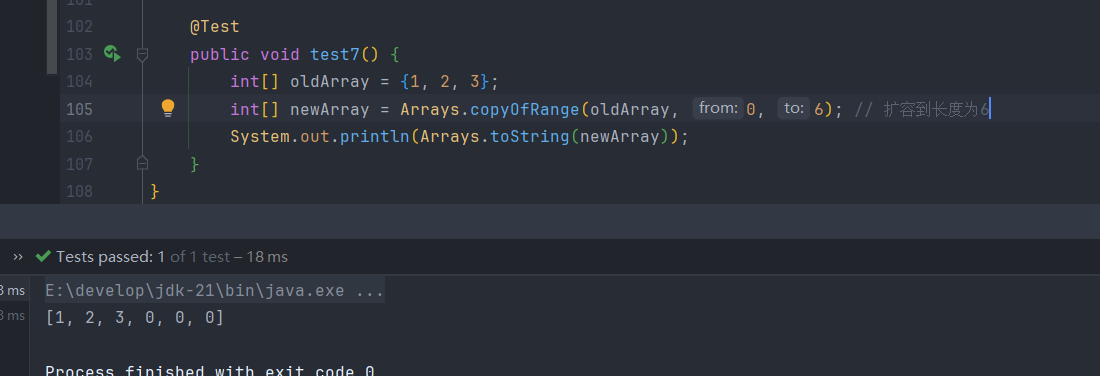 102 @Test
103 public void test7() {
104 int[] oldArray = {1, 2, 3};
105 int[] newArray = Arrays.copyOfRange(oldArray, from: 0, to: 6); // 扩容到长度为6
106 System.out.println(Arrays.toString(newArray));
107 }
108 }
>> ✔ Tests passed: 1 of 1 test – 18 ms
ms E:\develop\jdk-21\bin\java.exe ...
ms [1, 2, 3, 0, 0, 0]
Process finished with exit code 0